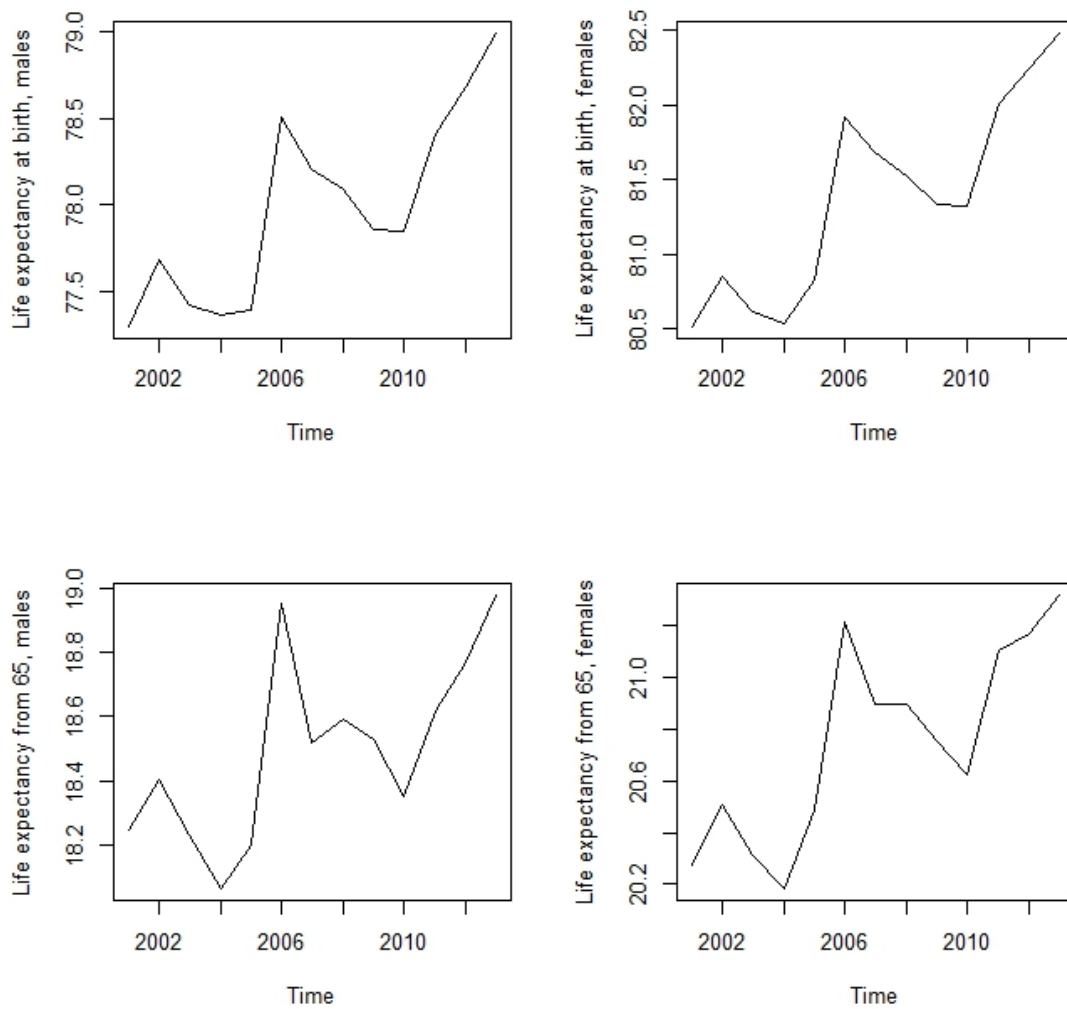 Life expectancy at birth, males
79.0
78.5
78.0
77.5
2002 2006 2010
Time
Life expectancy at birth, females
82.5
82.0
81.5
81.0
80.5
2002 2006 2010
Time
Life expectancy from 65, males
19.0
18.8
18.6
18.4
18.2
2002 2006 2010
Time
Life expectancy from 65, females
21.0
20.6
20.2
2002 2006 2010
Time